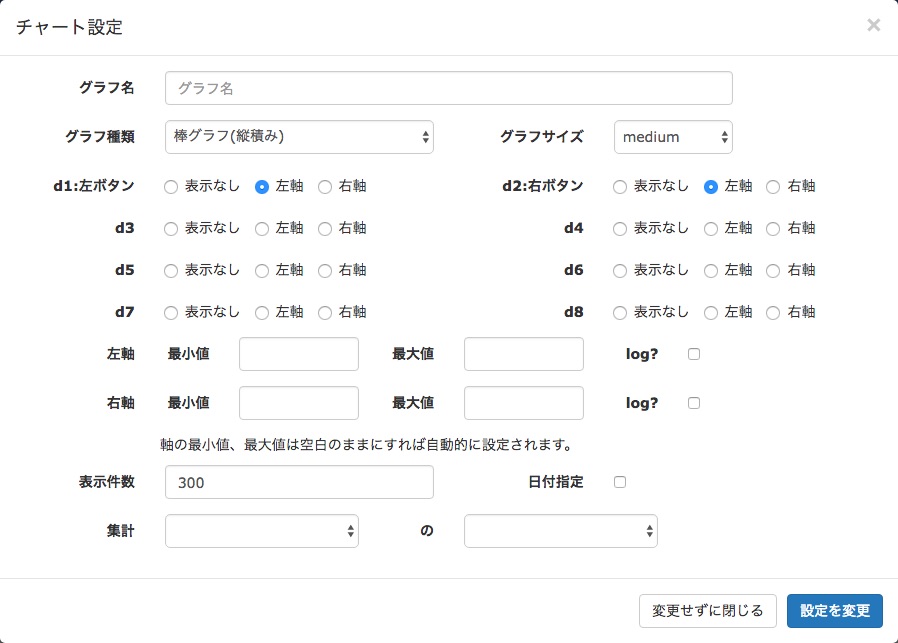 チャート設定 ×
グラフ名 グラフ名
グラフ種類 棒グラフ(縦積み) グラフサイズ medium
d1:左ボタン 表示なし 左軸 右軸 d2:右ボタン 表示なし 左軸 右軸
d3 表示なし 左軸 右軸 d4 表示なし 左軸 右軸
d5 表示なし 左軸 右軸 d6 表示なし 左軸 右軸
d7 表示なし 左軸 右軸 d8 表示なし 左軸 右軸
左軸 最小値 最大値 log?
右軸 最小値 最大値 log?
軸の最小値、最大値は空白のままにすれば自動的に設定されます。
表示件数 300 日付指定
集計 の
変更せずに閉じる 設定を変更